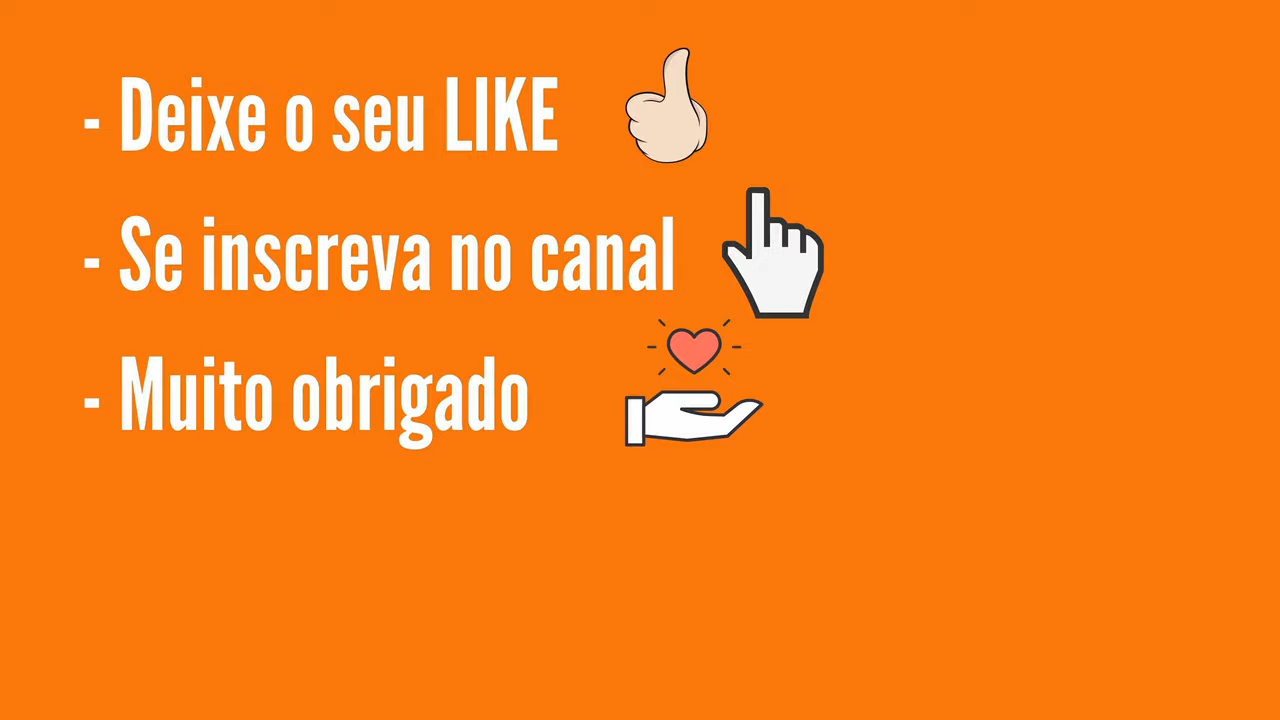 - Deixe o seu LIKE
- Se inscreva no canal
- Muito obrigado